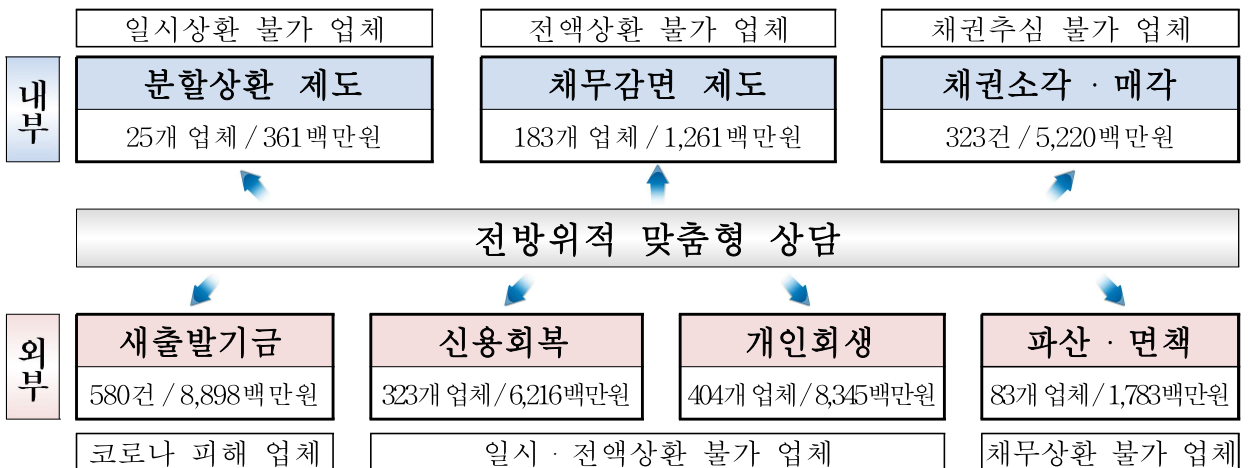 일시상환 불가 업체
전액상환 불가 업체
채권추심 불가 업체
내부
분할상환 제도
채무감면 제도
채권소각 · 매각
25개 업체 / 361백만원
183개 업체 / 1,261백만원
323건 / 5,220백만원
전방위적 맞춤형 상담
외부
새출발기금
신용회복
개인회생
파산 · 면책
580건 / 8,898백만원
323개 업체/6,216백만원
404개 업체/8,345백만원
83개 업체/1,783백만원
코로나 피해 업체
일시 · 전액상환 불가 업체
채무상환 불가 업체